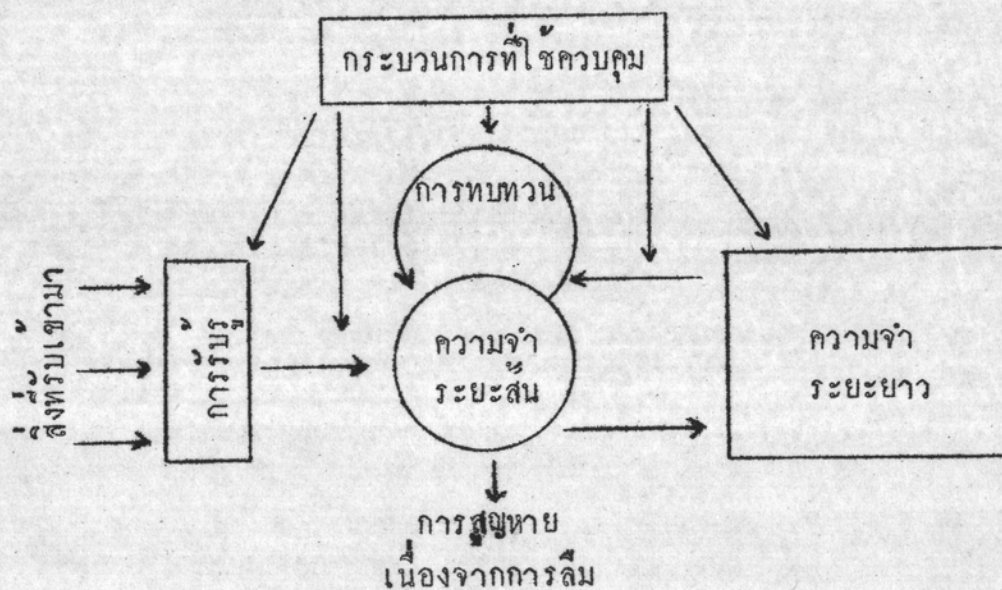 กระบวนการที่ใช้ควบคุม
การทบทวน
สิ่งที่รับเข้ามา
การรับรู้
ความจำ
ระยะสั้น
ความจำ
ระยะยาว
การสูญหาย
เนื่องจากการลืม